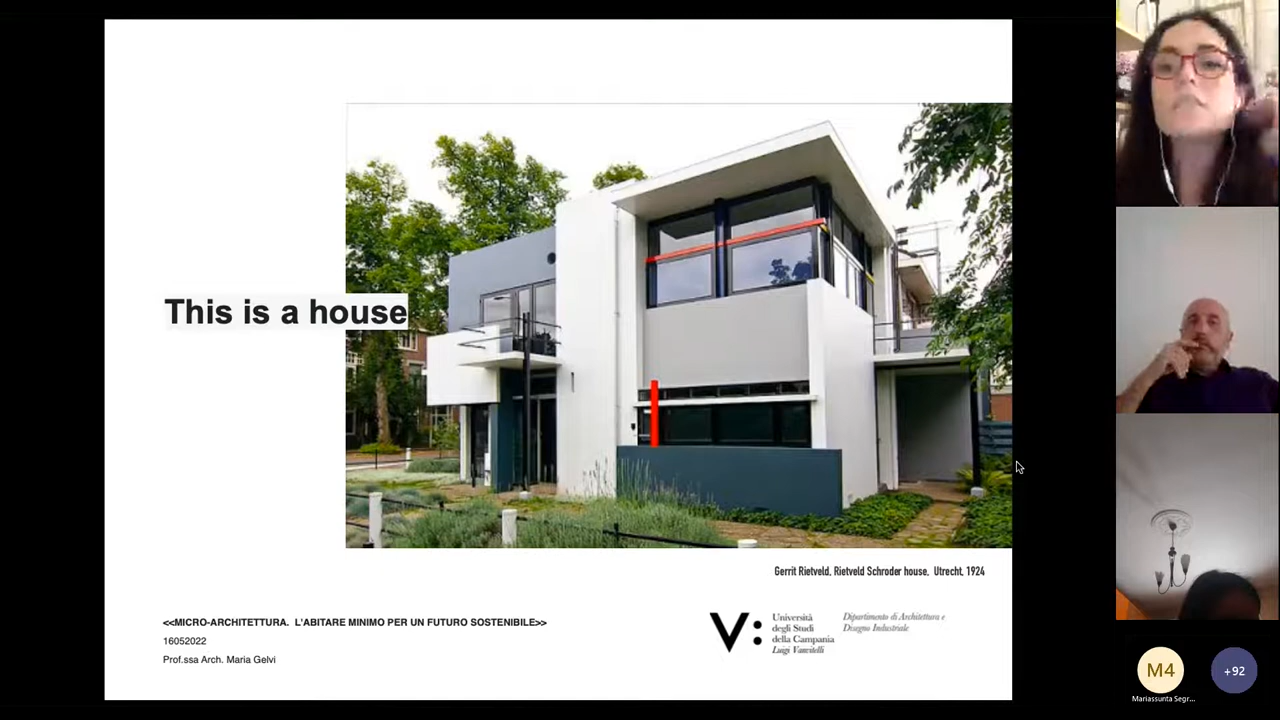 This is a house
Gerrit Rietveld, Rietveld Schroder house, Utrecht, 1924
<<MICRO-ARCHITETTURA. L'ABITARE MINIMO PER UN FUTURO SOSTENIBILE>>
16052022
Prof.ssa Arch. Maria Gelvi
V:
Università
degli Studi
della Campania
Luigi Vanvitelli
Dipartimento di Architettura e
Disegno Industriale
M4
+92
Mariassunta Segr...